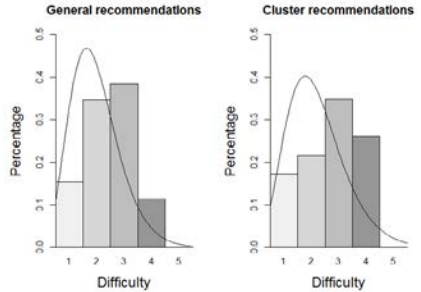 General recommendations
Percentage
0.5
0.4
0.3
0.2
0.1
0.0
1 2 3 4 5
Difficulty
Cluster recommendations
Percentage
0.5
0.4
0.3
0.2
0.1
0.0
1 2 3 4 5
Difficulty